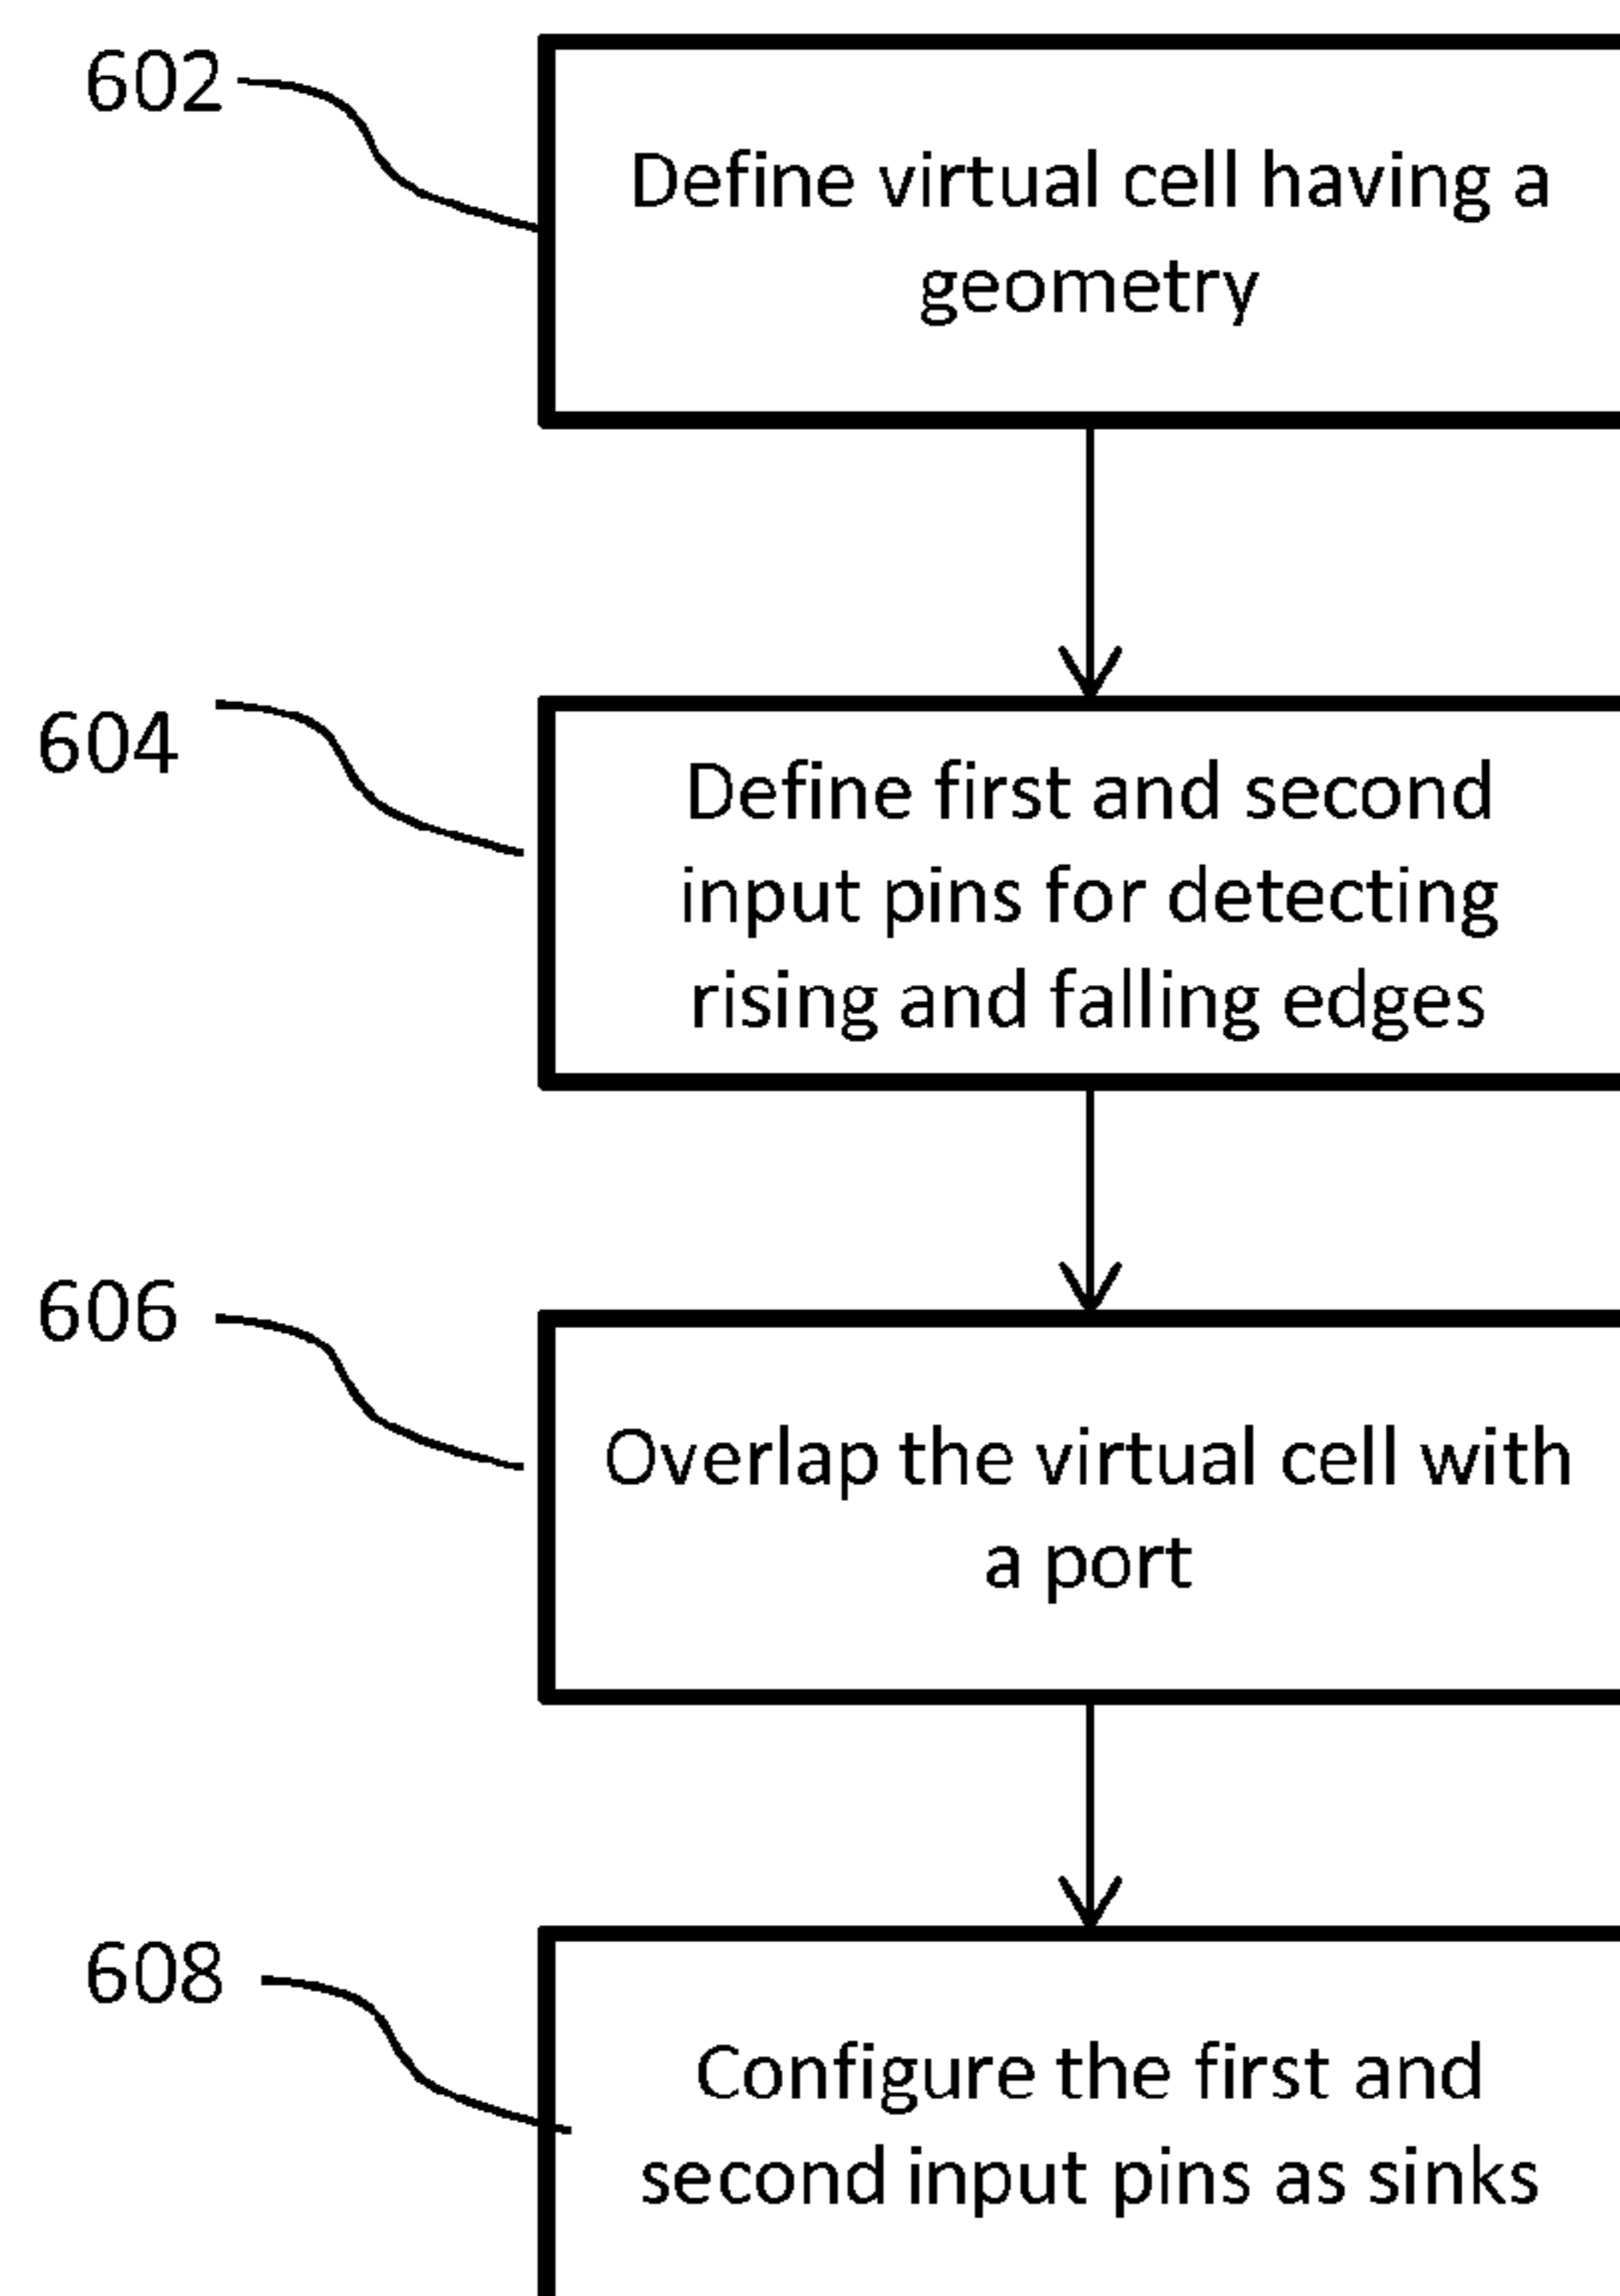 602
Define virtual cell having a
geometry
604
Define first and second
input pins for detecting
rising and falling edges
606
Overlap the virtual cell with
a port
608
Configure the first and
second input pins as sinks